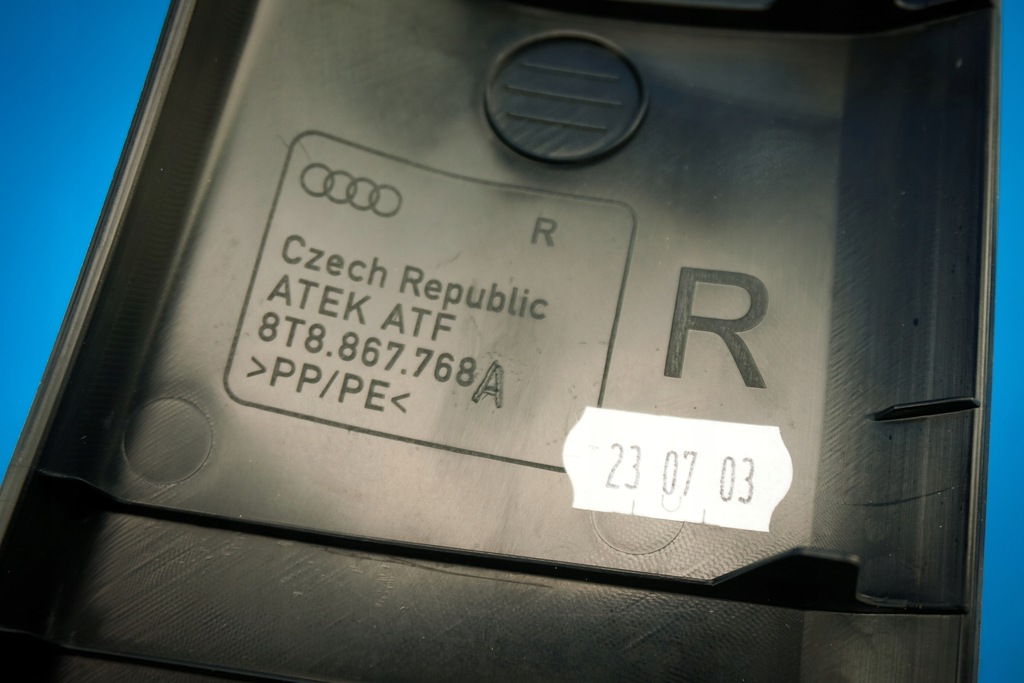 R
Czech Republic
ATEK ATF
8T8.867.768A
>PP/PE<
R
23 07 03